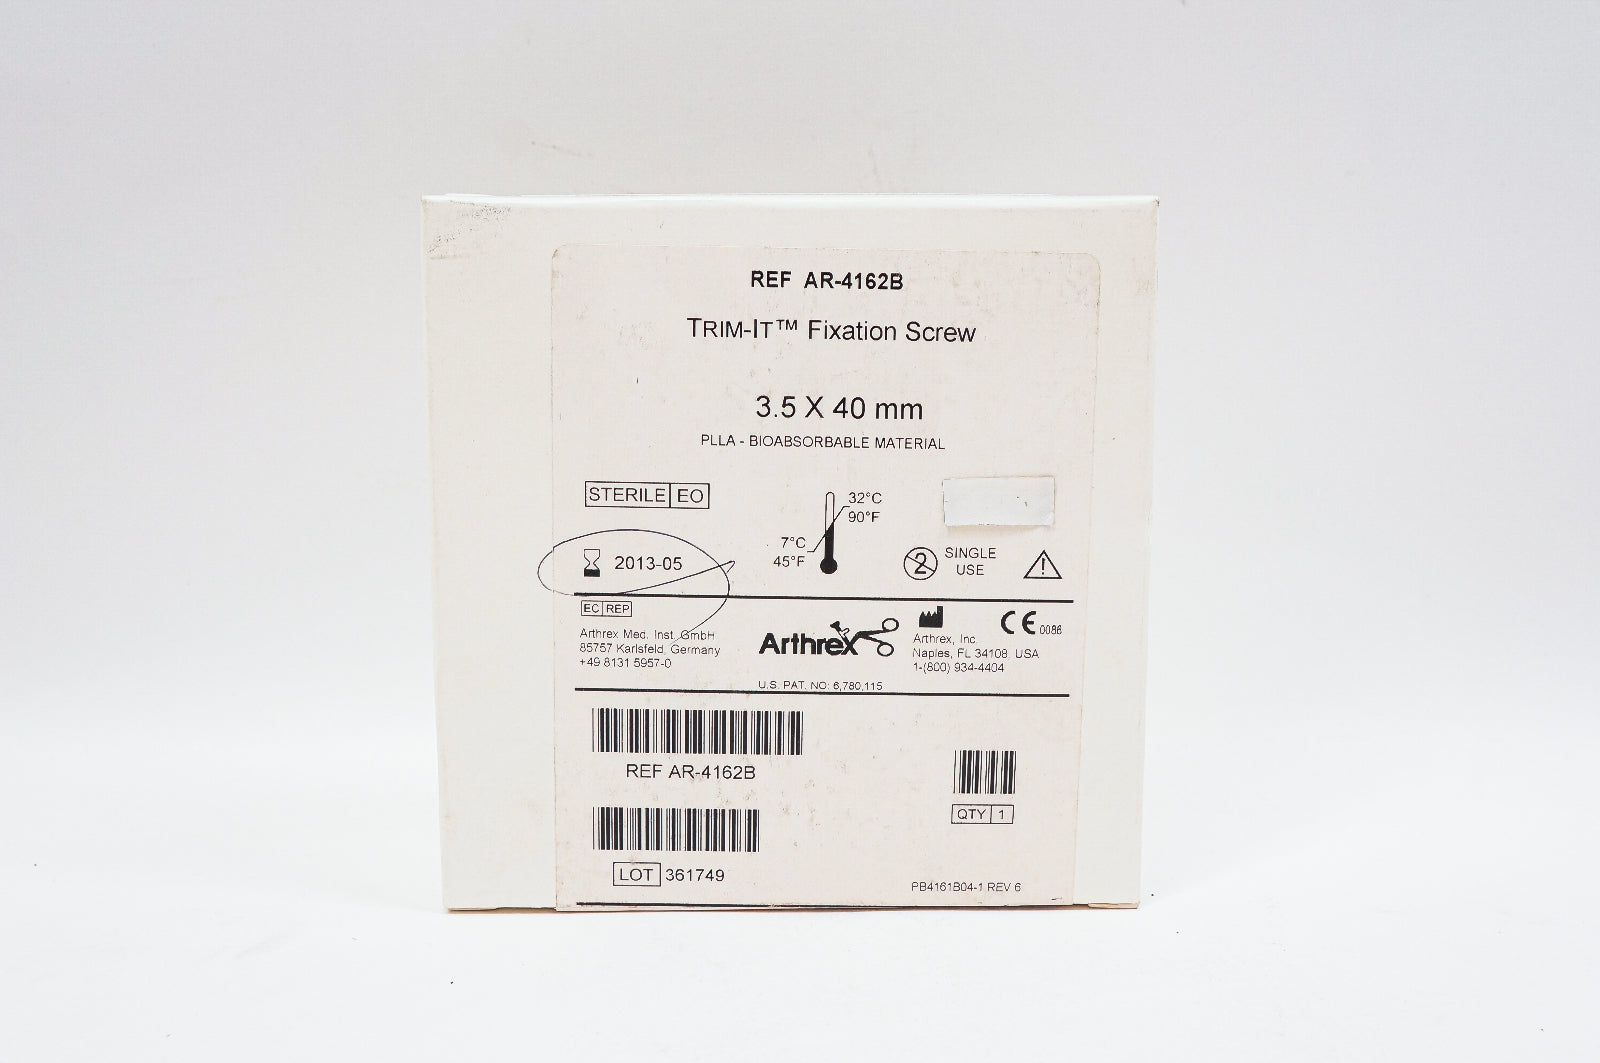 REF AR-4162B
TRIM-IT™ Fixation Screw
3.5 X 40 mm
PLLA - BIOABSORBABLE MATERIAL
STERILE EO
32°C
90°F
7°C
45°F
2013-05
2
SINGLE
USE
EC REP
Arthrex Med. Inst. GmbH
85757 Karlsfeld, Germany
+49 8131 5957-0
Arthrex
U.S. PAT. NO: 6,780,115
CE 0086
Arthrex, Inc.
Naples, FL 34108, USA
1-(800) 934-4404
REF AR-4162B
QTY 1
LOT 361749
PB4161B04-1 REV 6